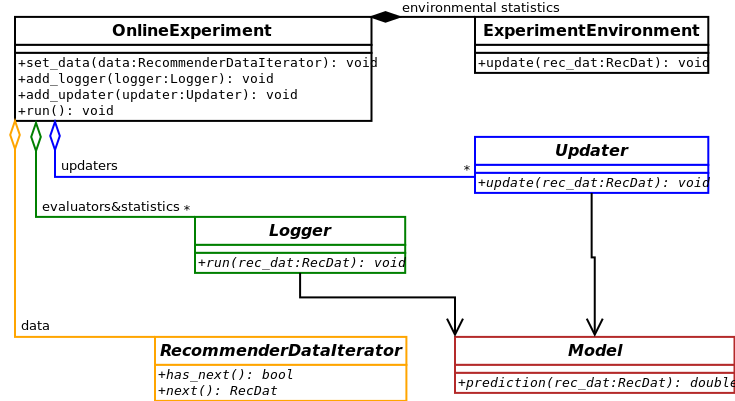 environmental statistics
OnlineExperiment
+set_data(data:RecommenderDataIterator): void
+add_logger(logger:Logger): void
+add_updater(updater:Updater): void
+run(): void
ExperimentEnvironment
+update(rec_dat:RecDat): void
updaters
*
Updater
+update(rec_dat:RecDat): void
evaluators&statistics *
Logger
+run(rec_dat:RecDat): void
data
RecommenderDataIterator
+has_next(): bool
+next(): RecDat
Model
+prediction(rec_dat:RecDat): double